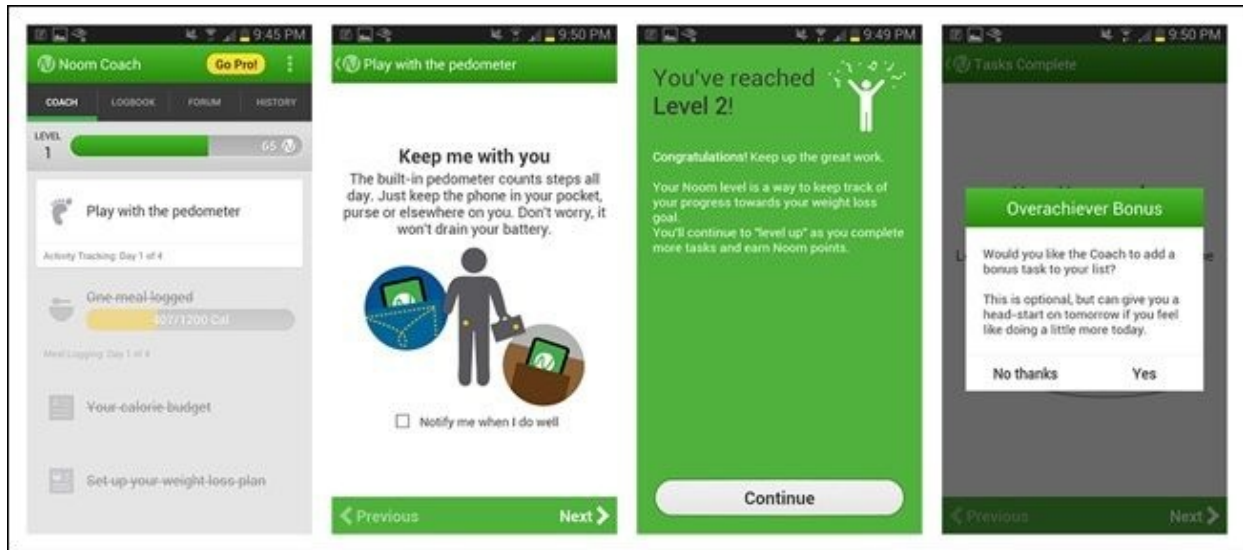 9:45 PM
Noom Coach
Go Pro!
COACH
LOGBOOK
FORUM
HISTORY
LEVEL
1
65
Play with the pedometer
Activity Tracking: Day 1 of 4
One meal logged
407/1200 Cal
Meal Logging: Day 1 of 4
Your calorie budget
Set up your weight loss plan
9:50 PM
Play with the pedometer
Keep me with you
The built-in pedometer counts steps all
day. Just keep the phone in your pocket,
purse or elsewhere on you. Don't worry, it
won't drain your battery.
Notify me when I do well
Previous
Next
9:49 PM
You've reached
Level 2!
Congratulations! Keep up the great work.
Your Noom level is a way to keep track of
your progress towards your weight loss
goal.
You'll continue to "level up" as you complete
more tasks and earn Noom points.
Continue
9:50 PM
Tasks Complete
Overachiever Bonus
Would you like the Coach to add a
bonus task to your list?
This is optional, but can give you a
head-start on tomorrow if you feel
like doing a little more today.
No thanks
Yes
Previous
Next